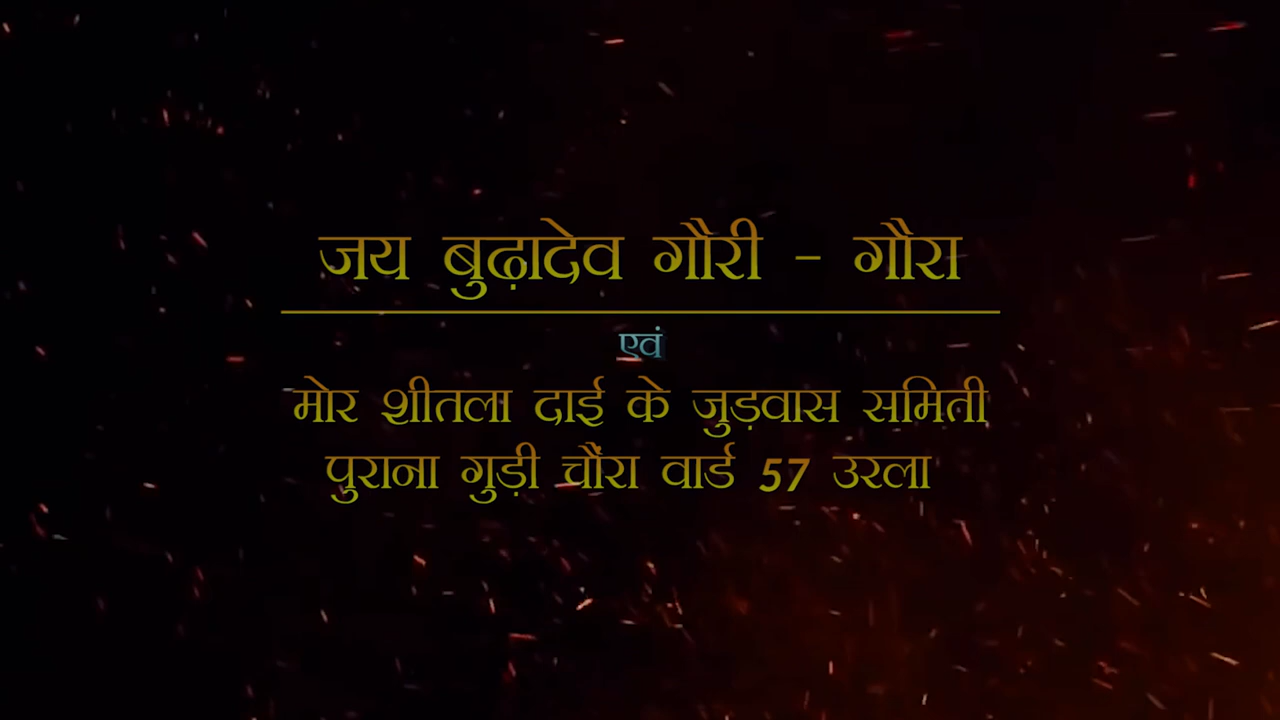 जय बुढ़ादेव गौरी - गौरा
एवं
मोर शीतला दाई के जुड़वास समिती
पुराना गुड़ी चौंरा वार्ड 57 उरला